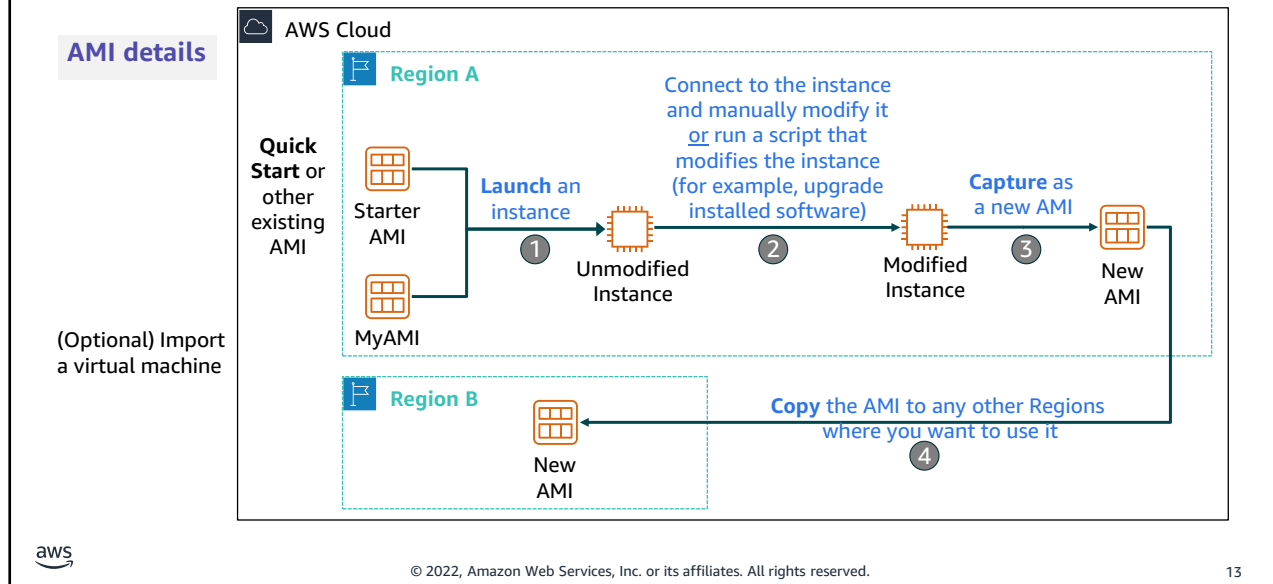 AMI details
AWS Cloud
Region A
Quick
Start or
other
existing
AMI
Starter
AMI
MyAMI
(Optional) Import
a virtual machine
Launch an
instance
1
Unmodified
Instance
Connect to the instance
and manually modify it
or run a script that
modifies the instance
(for example, upgrade
installed software)
2
Modified
Instance
Capture as
a new AMI
3
New
AMI
Region B
New
AMI
Copy the AMI to any other Regions
where you want to use it
4
aws
© 2022, Amazon Web Services, Inc. or its affiliates. All rights reserved.
13